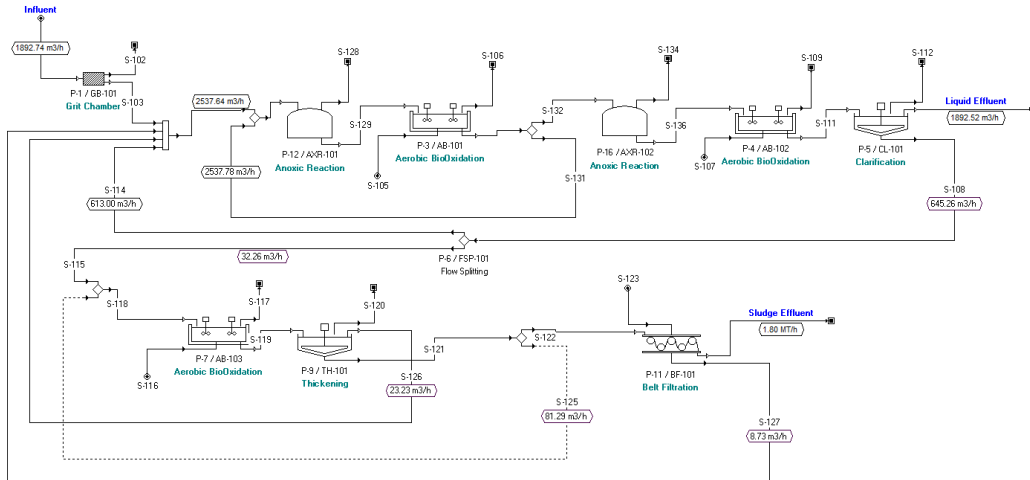 Influent
1892.74 m3/h
S-102
P-1 / GB-101
Grit Chamber
S-103
2537.64 m3/h
S-128
P-12 / AXR-101
Anoxic Reaction
S-129
2537.78 m3/h
S-106
P-3 / AB-101
Aerobic BioOxidation
S-105
S-132
S-131
S-134
P-16 / AXR-102
Anoxic Reaction
S-136
S-109
P-4 / AB-102
Aerobic BioOxidation
S-107
S-111
S-112
P-5 / CL-101
Clarification
Liquid Effluent
1892.52 m3/h
S-108
645.26 m3/h
S-114
613.00 m3/h
P-6 / FSP-101
Flow Splitting
32.26 m3/h
S-115
S-118
S-117
P-7 / AB-103
Aerobic BioOxidation
S-116
S-119
S-120
P-9 / TH-101
Thickening
S-126
23.23 m3/h
S-121
S-122
S-125
81.29 m3/h
S-123
P-11 / BF-101
Belt Filtration
Sludge Effluent
1.80 MT/h
S-127
8.73 m3/h